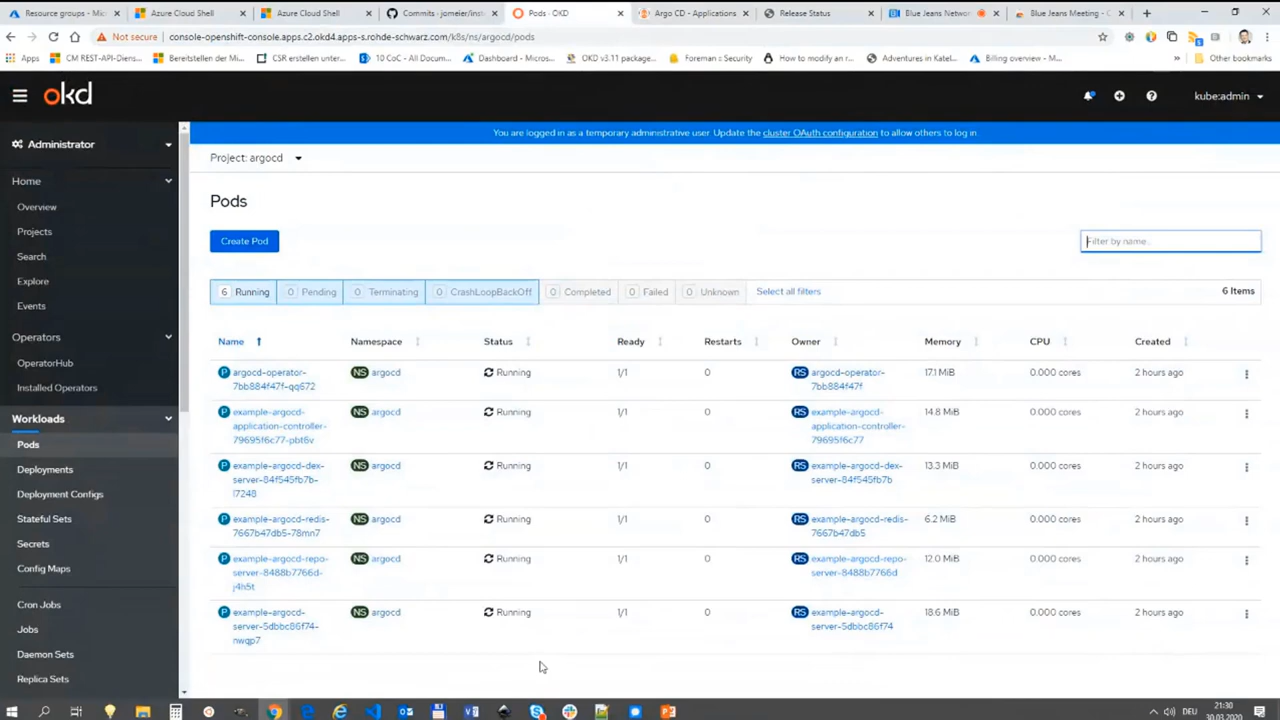 Resource groups - Mic
Azure Cloud Shell
Azure Cloud Shell
Commits · jomeier/inst
Pods · OKD
Argo CD - Applications
Release Status
Blue Jeans Netwo
Blue Jeans Meeting - C
Not secure
console-openshift-console.apps.c2.okd4.apps-s.rohde-schwarz.com/k8s/ns/argocd/pods
Apps
CM REST-API-Diens...
Bereitstellen der Mi...
CSR erstellen unter...
10 CoC - All Docum...
Dashboard - Micros...
OKD v3.11 package...
Foreman :: Security
How to modify an r...
Adventures in Katel...
Billing overview - M...
»
Other bookmarks
okd
kube:admin
You are logged in as a temporary administrative user. Update the cluster OAuth configuration to allow others to log in
Administrator
Home
Overview
Projects
Search
Explore
Events
Operators
OperatorHub
Installed Operators
Workloads
Pods
Deployments
Deployment Configs
Stateful Sets
Secrets
Config Maps
Cron Jobs
Jobs
Daemon Sets
Replica Sets
Project: argocd
Pods
Create Pod
Filter by name...
6 Running
0 Pending
0 Terminating
0 CrashLoopBackOff
0 Completed
0 Failed
0 Unknown
Select all filters
6 Items
Name
Namespace
Status
Ready
Restarts
Owner
Memory
CPU
Created
P argocd-operator-
7bb884f47f-qq672
NS argocd
Running
1/1
0
RS argocd-operator-
7bb884f47f
17.1 MiB
0.000 cores
2 hours ago
P example-argocd-
application-controller-
79695f6c77-pbt6v
NS argocd
Running
1/1
0
RS example-argocd-
application-controller-
79695f6c77
14.8 MiB
0.000 cores
2 hours ago
P example-argocd-dex-
server-84f545fb7b-
l7248
NS argocd
Running
1/1
0
RS example-argocd-dex-
server-84f545fb7b
13.3 MiB
0.000 cores
2 hours ago
P example-argocd-redis-
7667b47db5-78mn7
NS argocd
Running
1/1
0
RS example-argocd-redis-
7667b47db5
6.2 MiB
0.000 cores
2 hours ago
P example-argocd-repo-
server-8488b7766d-
j4h5t
NS argocd
Running
1/1
0
RS example-argocd-repo-
server-8488b7766d
12.0 MiB
0.000 cores
2 hours ago
P example-argocd-
server-5dbbc86f74-
nwqp7
NS argocd
Running
1/1
0
RS example-argocd-
server-5dbbc86f74
18.6 MiB
0.000 cores
2 hours ago
DEU
21:30
30.03.2020